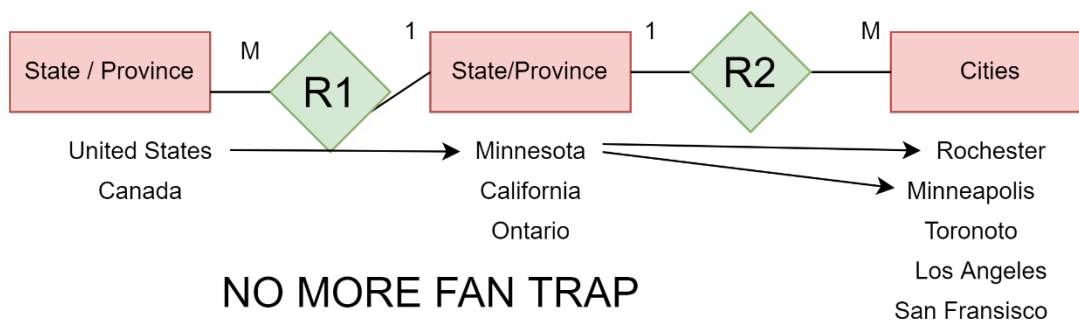 M
1
1
M
State / Province
R1
State/Province
R2
Cities
United States
Minnesota
Rochester
Canada
California
Minneapolis
Ontario
Toronoto
Los Angeles
NO MORE FAN TRAP
San Fransisco